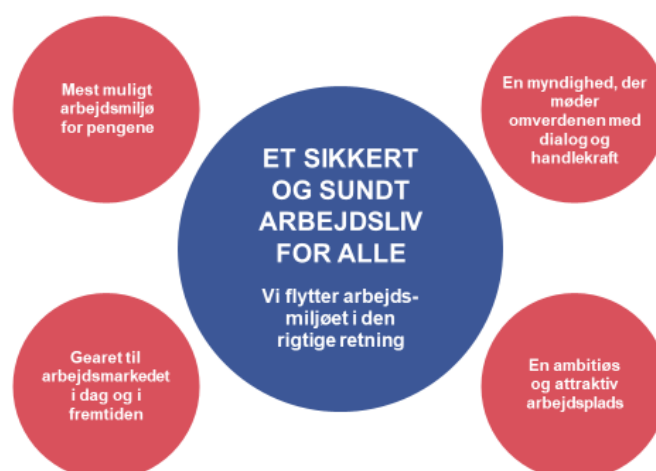 Mest muligt
arbejdsmiljø
for pengene
En myndighed, der
møder
omverdenen med
dialog og
handlekraft
ET SIKKERT
OG SUNDT
ARBEJDSLIV
FOR ALLE
Vi flytter arbejds-
miljøet i den
rigtige retning
Gearet til
arbejdsmarkedet
i dag og i
fremtiden
En ambitiøs
og attraktiv
arbejdsplads